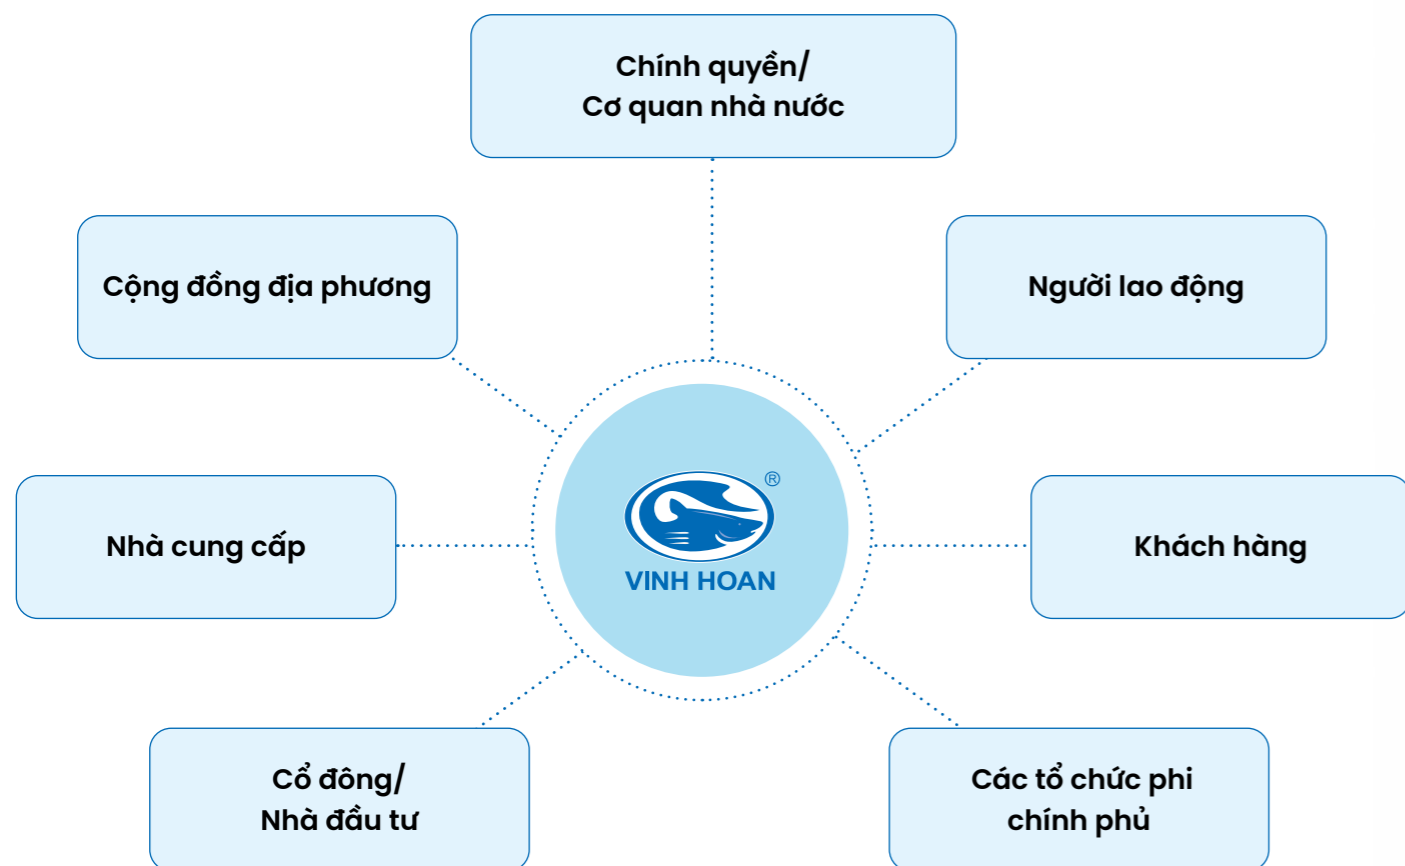 Chính quyền/
Cơ quan nhà nước
Cộng đồng địa phương
Người lao động
Nhà cung cấp
®
VINH HOAN
Khách hàng
Cổ đông/
Nhà đầu tư
Các tổ chức phi
chính phủ